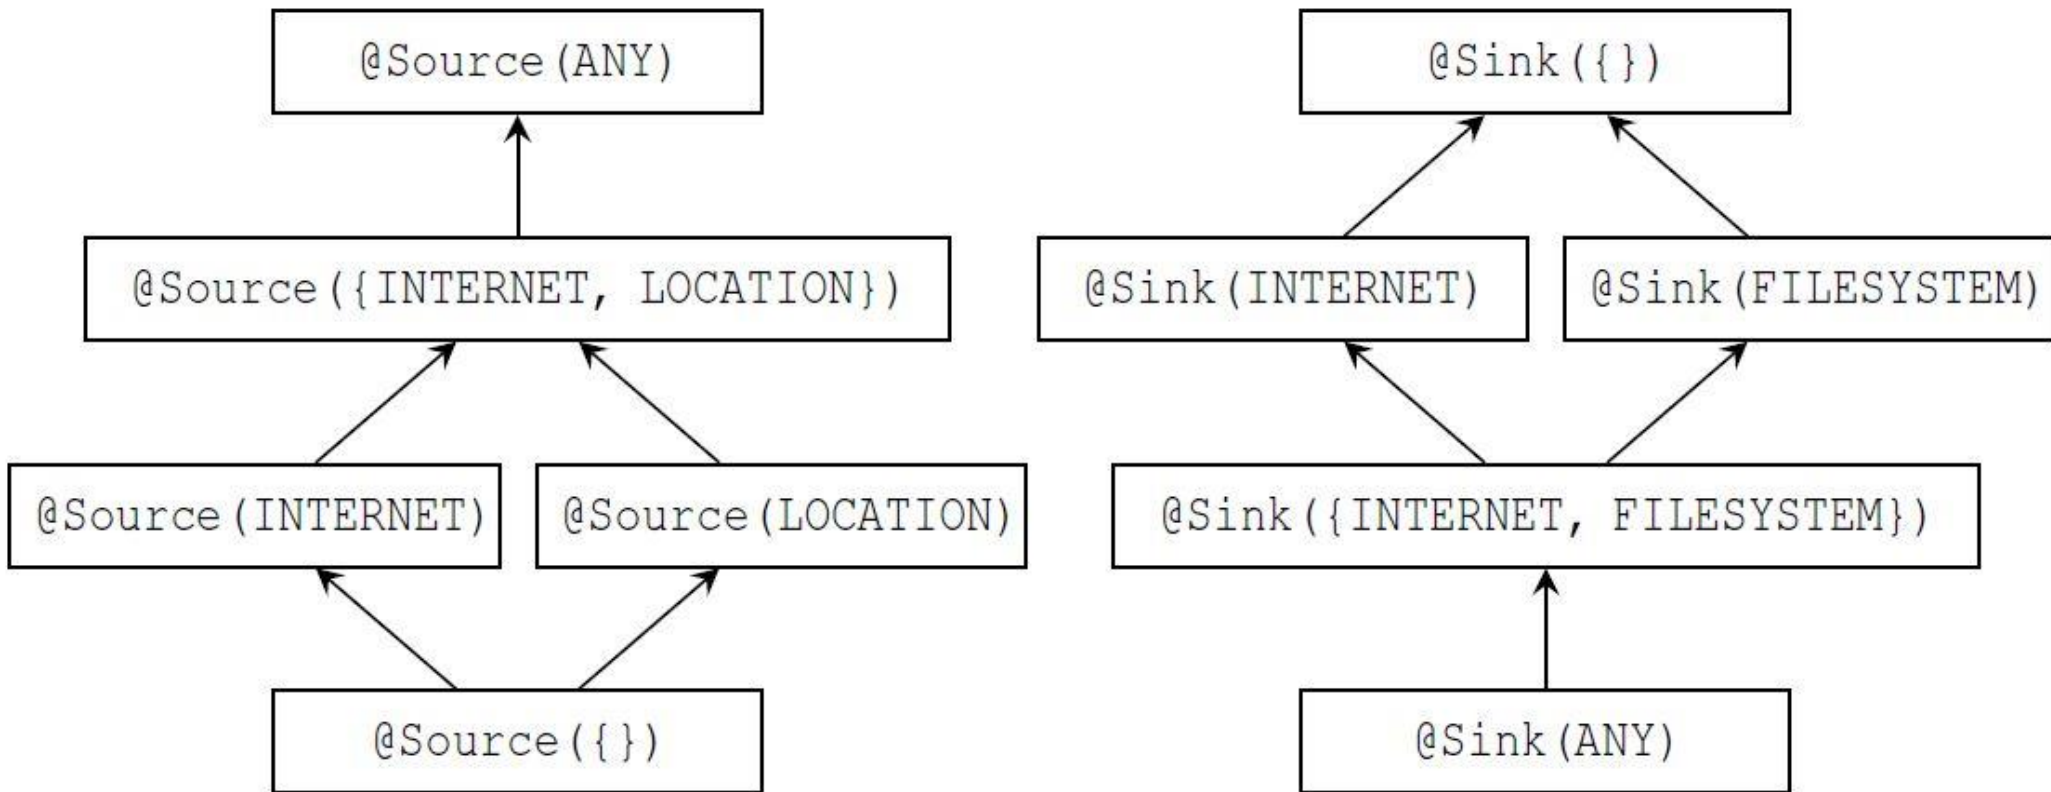 @Source(ANY)
@Source({INTERNET, LOCATION})
@Source(INTERNET)
@Source(LOCATION)
@Source({})
@Sink({})
@Sink(INTERNET)
@Sink(FILESYSTEM)
@Sink({INTERNET, FILESYSTEM})
@Sink(ANY)